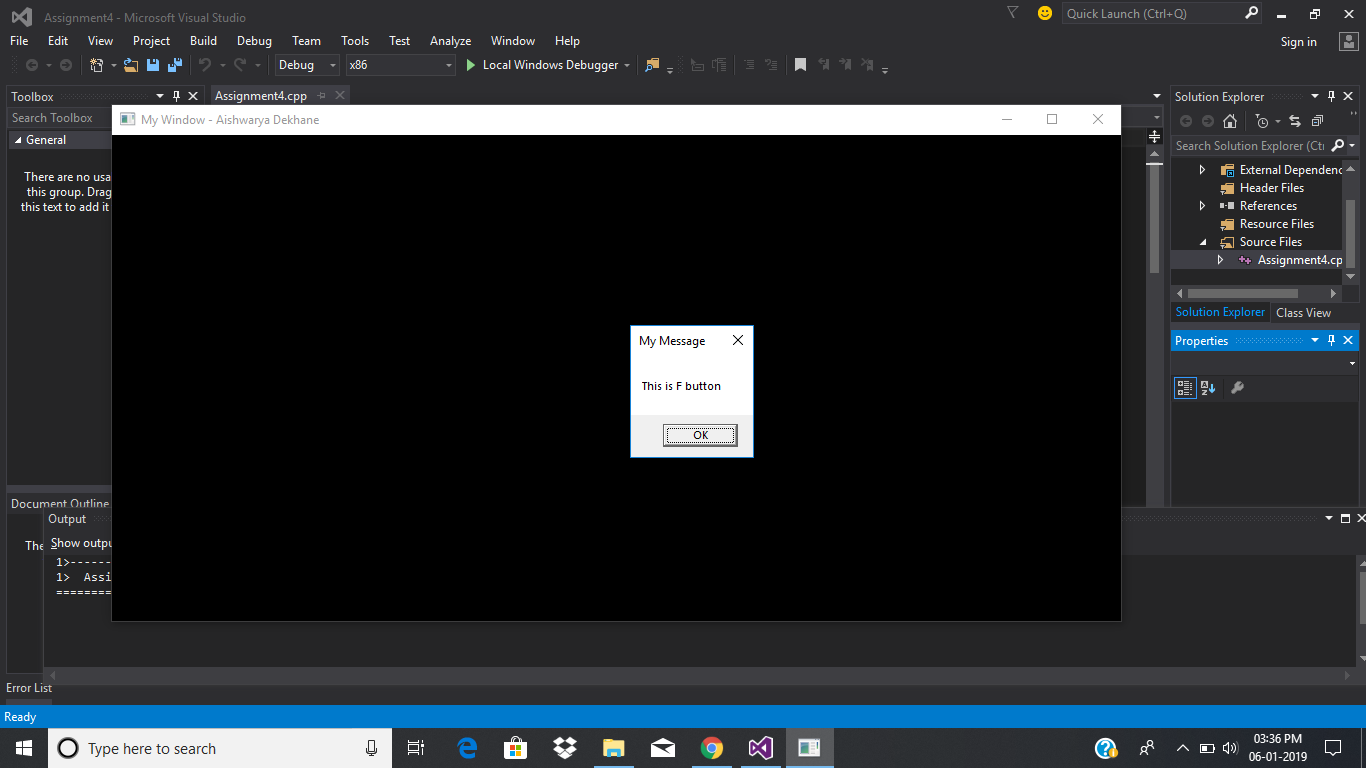 Assignment4 - Microsoft Visual Studio
Quick Launch (Ctrl+Q)
File Edit View Project Build Debug Team Tools Test Analyze Window Help
Sign in
Debug x86 Local Windows Debugger
Toolbox
Assignment4.cpp
Solution Explorer
Search Toolbox
My Window - Aishwarya Dekhane
General
Search Solution Explorer (Ctr
There are no usa
this group. Drag
this text to add it
External Dependenc
Header Files
References
Resource Files
Source Files
Assignment4.cp
Solution Explorer Class View
Properties
My Message
This is F button
OK
Document Outline
Output
The
Show outpu
1>------
1> Assi
=========
Error List
Ready
Type here to search
03:36 PM
06-01-2019